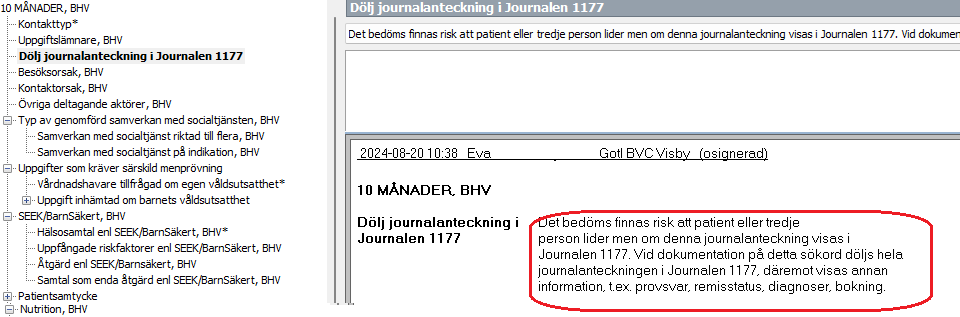 10 MÅNADER, BHV
Kontakttyp*
Uppgiftslämnare, BHV
Dölj journalanteckning i Journalen 1177
Besöksorsak, BHV
Kontaktorsak, BHV
Övriga deltagande aktörer, BHV
Typ av genomförd samverkan med socialtjänsten, BHV
Samverkan med socialtjänst riktad till flera, BHV
Samverkan med socialtjänst på indikation, BHV
Uppgifter som kräver särskild menprövning
Vårdnadshavare tillfrågad om egen våldsutsatthet*
Uppgift inhämtad om barnets våldsutsatthet
SEEK/BarnSäkert, BHV
Hälsosamtal enl SEEK/BarnSäkert, BHV*
Uppfångade riskfaktorer enl SEEK/BarnSäkert, BHV
Åtgärd enl SEEK/Barnsäkert, BHV
Samtal som enda åtgärd enl SEEK/BarnSäkert, BHV
Patientsamtycke
Nutrition, BHV
Dölj journalanteckning i Journalen 1177
Det bedöms finnas risk att patient eller tredje person lider men om denna journalanteckning visas i Journalen 1177. Vid dokumen
2024-08-20 10:38 Eva , Gotl BVC Visby (osignerad)
10 MÅNADER, BHV
Dölj journalanteckning i
Journalen 1177
Det bedöms finnas risk att patient eller tredje
person lider men om denna journalanteckning visas i
Journalen 1177. Vid dokumentation på detta sökord döljs hela
journalanteckningen i Journalen 1177, däremot visas annan
information, t.ex. provsvar, remisstatus, diagnoser, bokning.